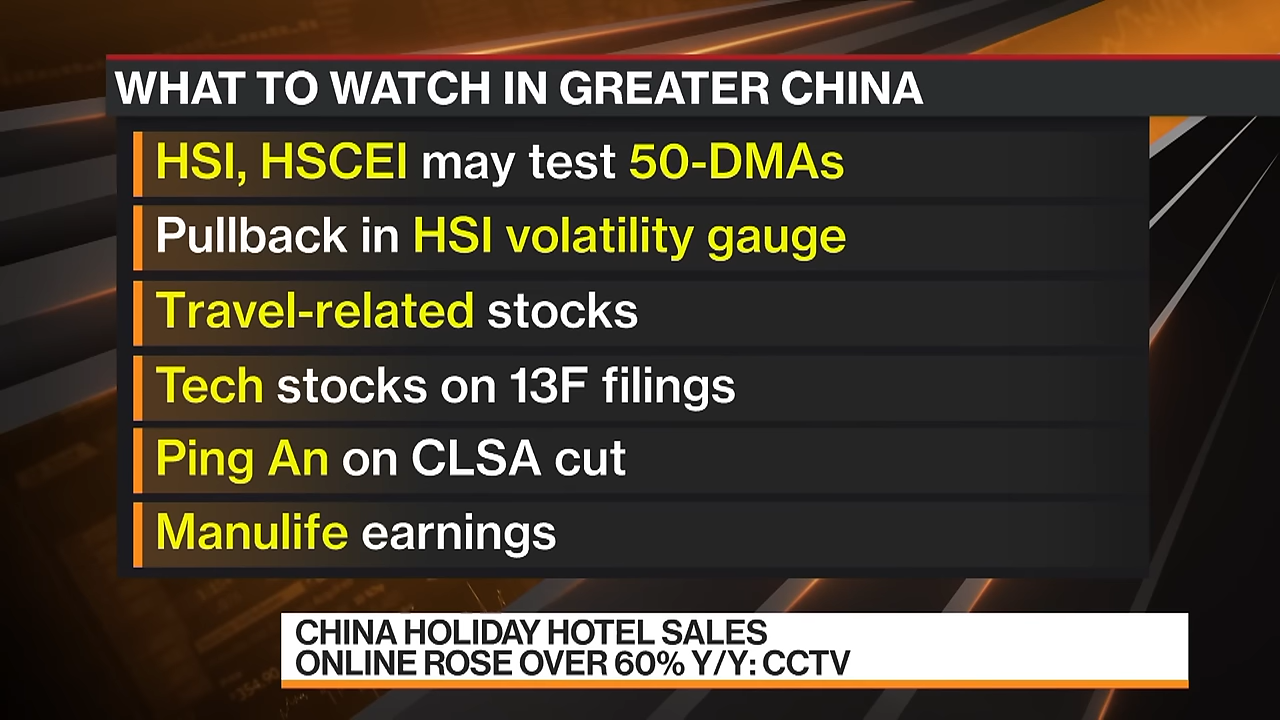 WHAT TO WATCH IN GREATER CHINA
HSI, HSCEI may test 50-DMAs
Pullback in HSI volatility gauge
Travel-related stocks
Tech stocks on 13F filings
Ping An on CLSA cut
Manulife earnings
CHINA HOLIDAY HOTEL SALES
ONLINE ROSE OVER 60% Y/Y: CCTV